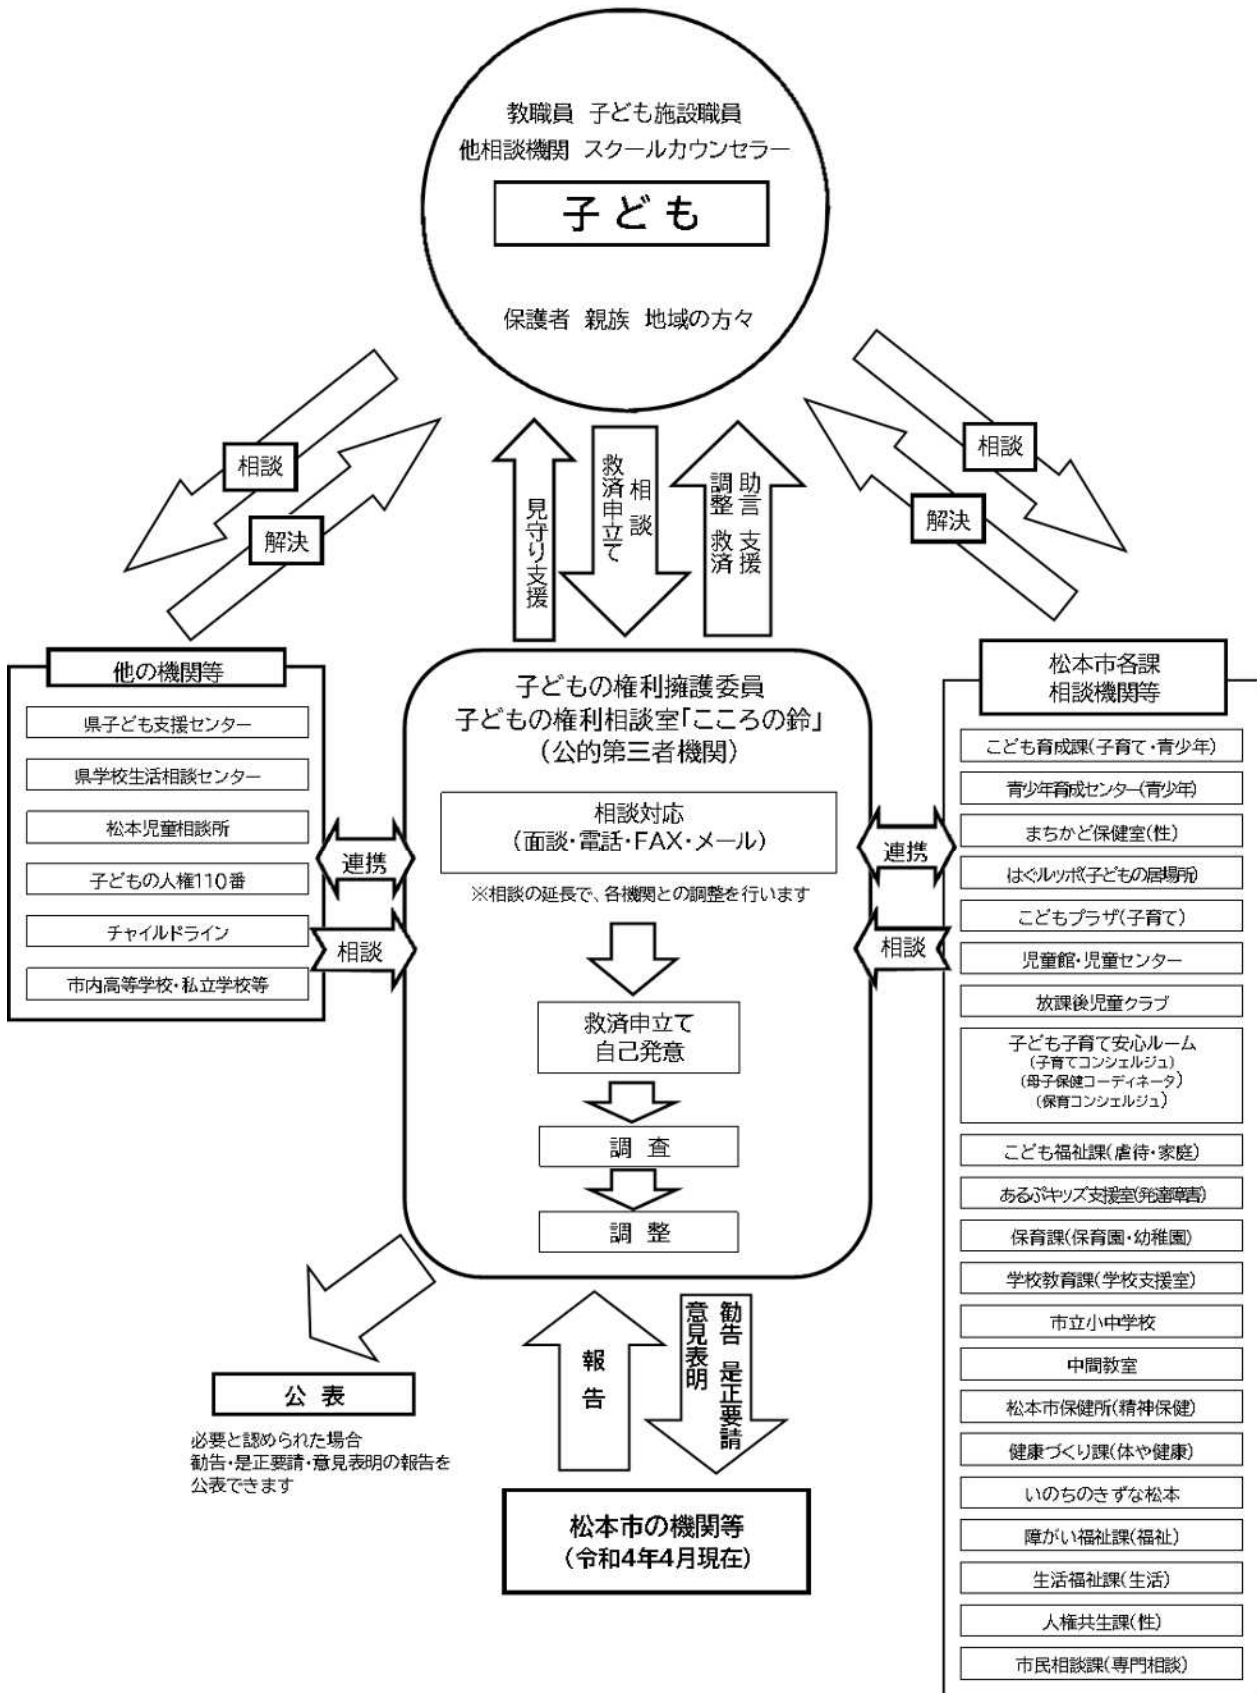 教職員 子ども施設職員
他相談機関 スクールカウンセラー
子ども
保護者 親族 地域の方々
相談
解決
見守り支援
相談
救済申立て
助言 支援
調整 救済
相談
解決
他の機関等
県子ども支援センター
県学校生活相談センター
松本児童相談所
子どもの人権110番
チャイルドライン
市内高等学校・私立学校等
連携
相談
子どもの権利擁護委員
子どもの権利相談室「こころの鈴」
（公的第三者機関）
相談対応
（面談・電話・FAX・メール）
※相談の延長で、各機関との調整を行います
救済申立て
自己発意
調 査
調 整
連携
相談
松本市各課
相談機関等
こども育成課(子育て・青少年)
青少年育成センター(青少年)
まちかど保健室(性)
はぐルッポ(子どもの居場所)
こどもプラザ(子育て)
児童館・児童センター
放課後児童クラブ
子ども子育て安心ルーム
(子育てコンシェルジュ)
(母子保健コーディネータ)
(保育コンシェルジュ)
こども福祉課(虐待・家庭)
あるぷキッズ支援室(発達障害)
保育課(保育園・幼稚園)
学校教育課(学校支援室)
市立小中学校
中間教室
松本市保健所(精神保健)
健康づくり課(体や健康)
いのちのきずな松本
障がい福祉課(福祉)
生活福祉課(生活)
人権共生課(性)
市民相談課(専門相談)
公 表
必要と認められた場合
勧告・是正要請・意見表明の報告を
公表できます
報告
勧告 是正要請
意見表明
松本市の機関等
（令和4年4月現在）